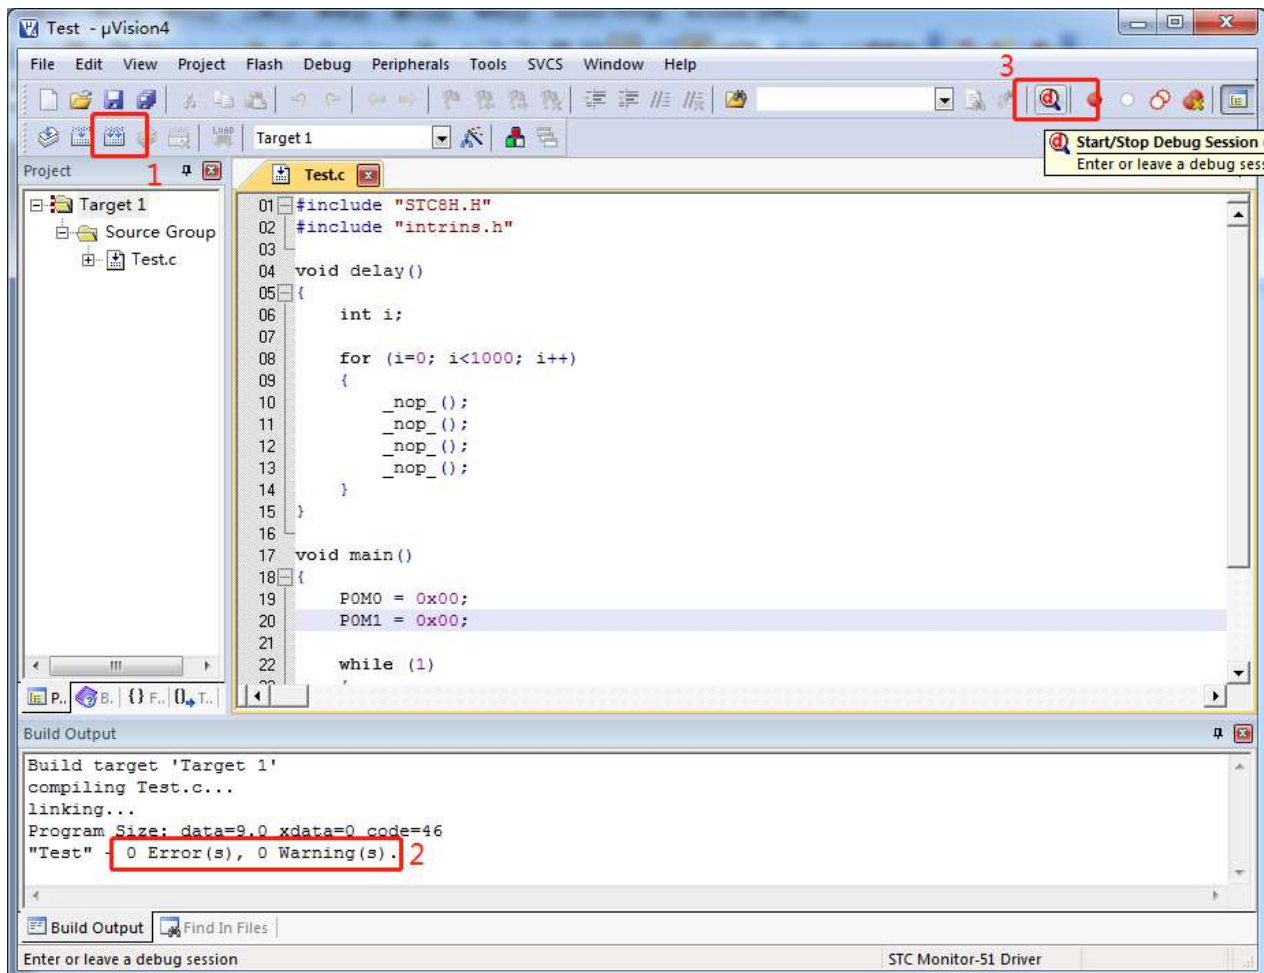 Test - µVision4
File Edit View Project Flash Debug Peripherals Tools SVCS Window Help
3
LOAD Target 1
Start/Stop Debug Session
Enter or leave a debug ses
Project
1
Test.c
Target 1
Source Group
Test.c
01 #include "STC8H.H"
02 #include "intrins.h"
03
04 void delay()
05 {
06 int i;
07
08 for (i=0; i<1000; i++)
09 {
10 _nop_();
11 _nop_();
12 _nop_();
13 _nop_();
14 }
15 }
16
17 void main()
18 {
19 P0M0 = 0x00;
20 P0M1 = 0x00;
21
22 while (1)
P.. B. {} F.. T..
Build Output
Build target 'Target 1'
compiling Test.c...
linking...
Program Size: data=9.0 xdata=0 code=46
"Test" - 0 Error(s), 0 Warning(s).
2
Build Output Find In Files
Enter or leave a debug session STC Monitor-51 Driver